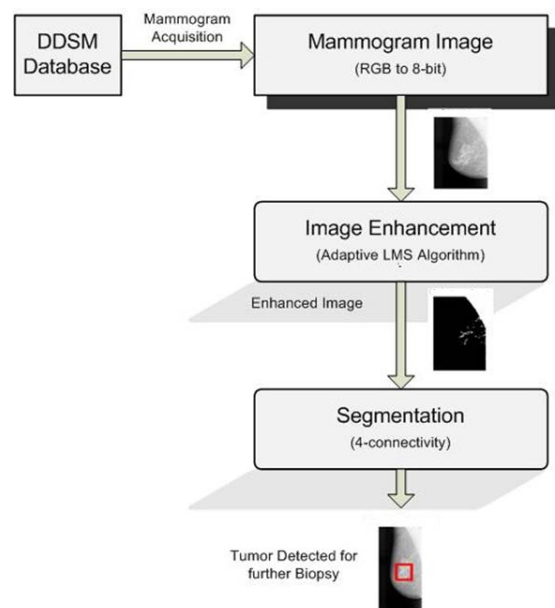 DDSM
Database
Mammogram
Acquisition
Mammogram Image
(RGB to 8-bit)
Image Enhancement
(Adaptive LMS Algorithm)
Enhanced Image
Segmentation
(4-connectivity)
Tumor Detected for
further Biopsy